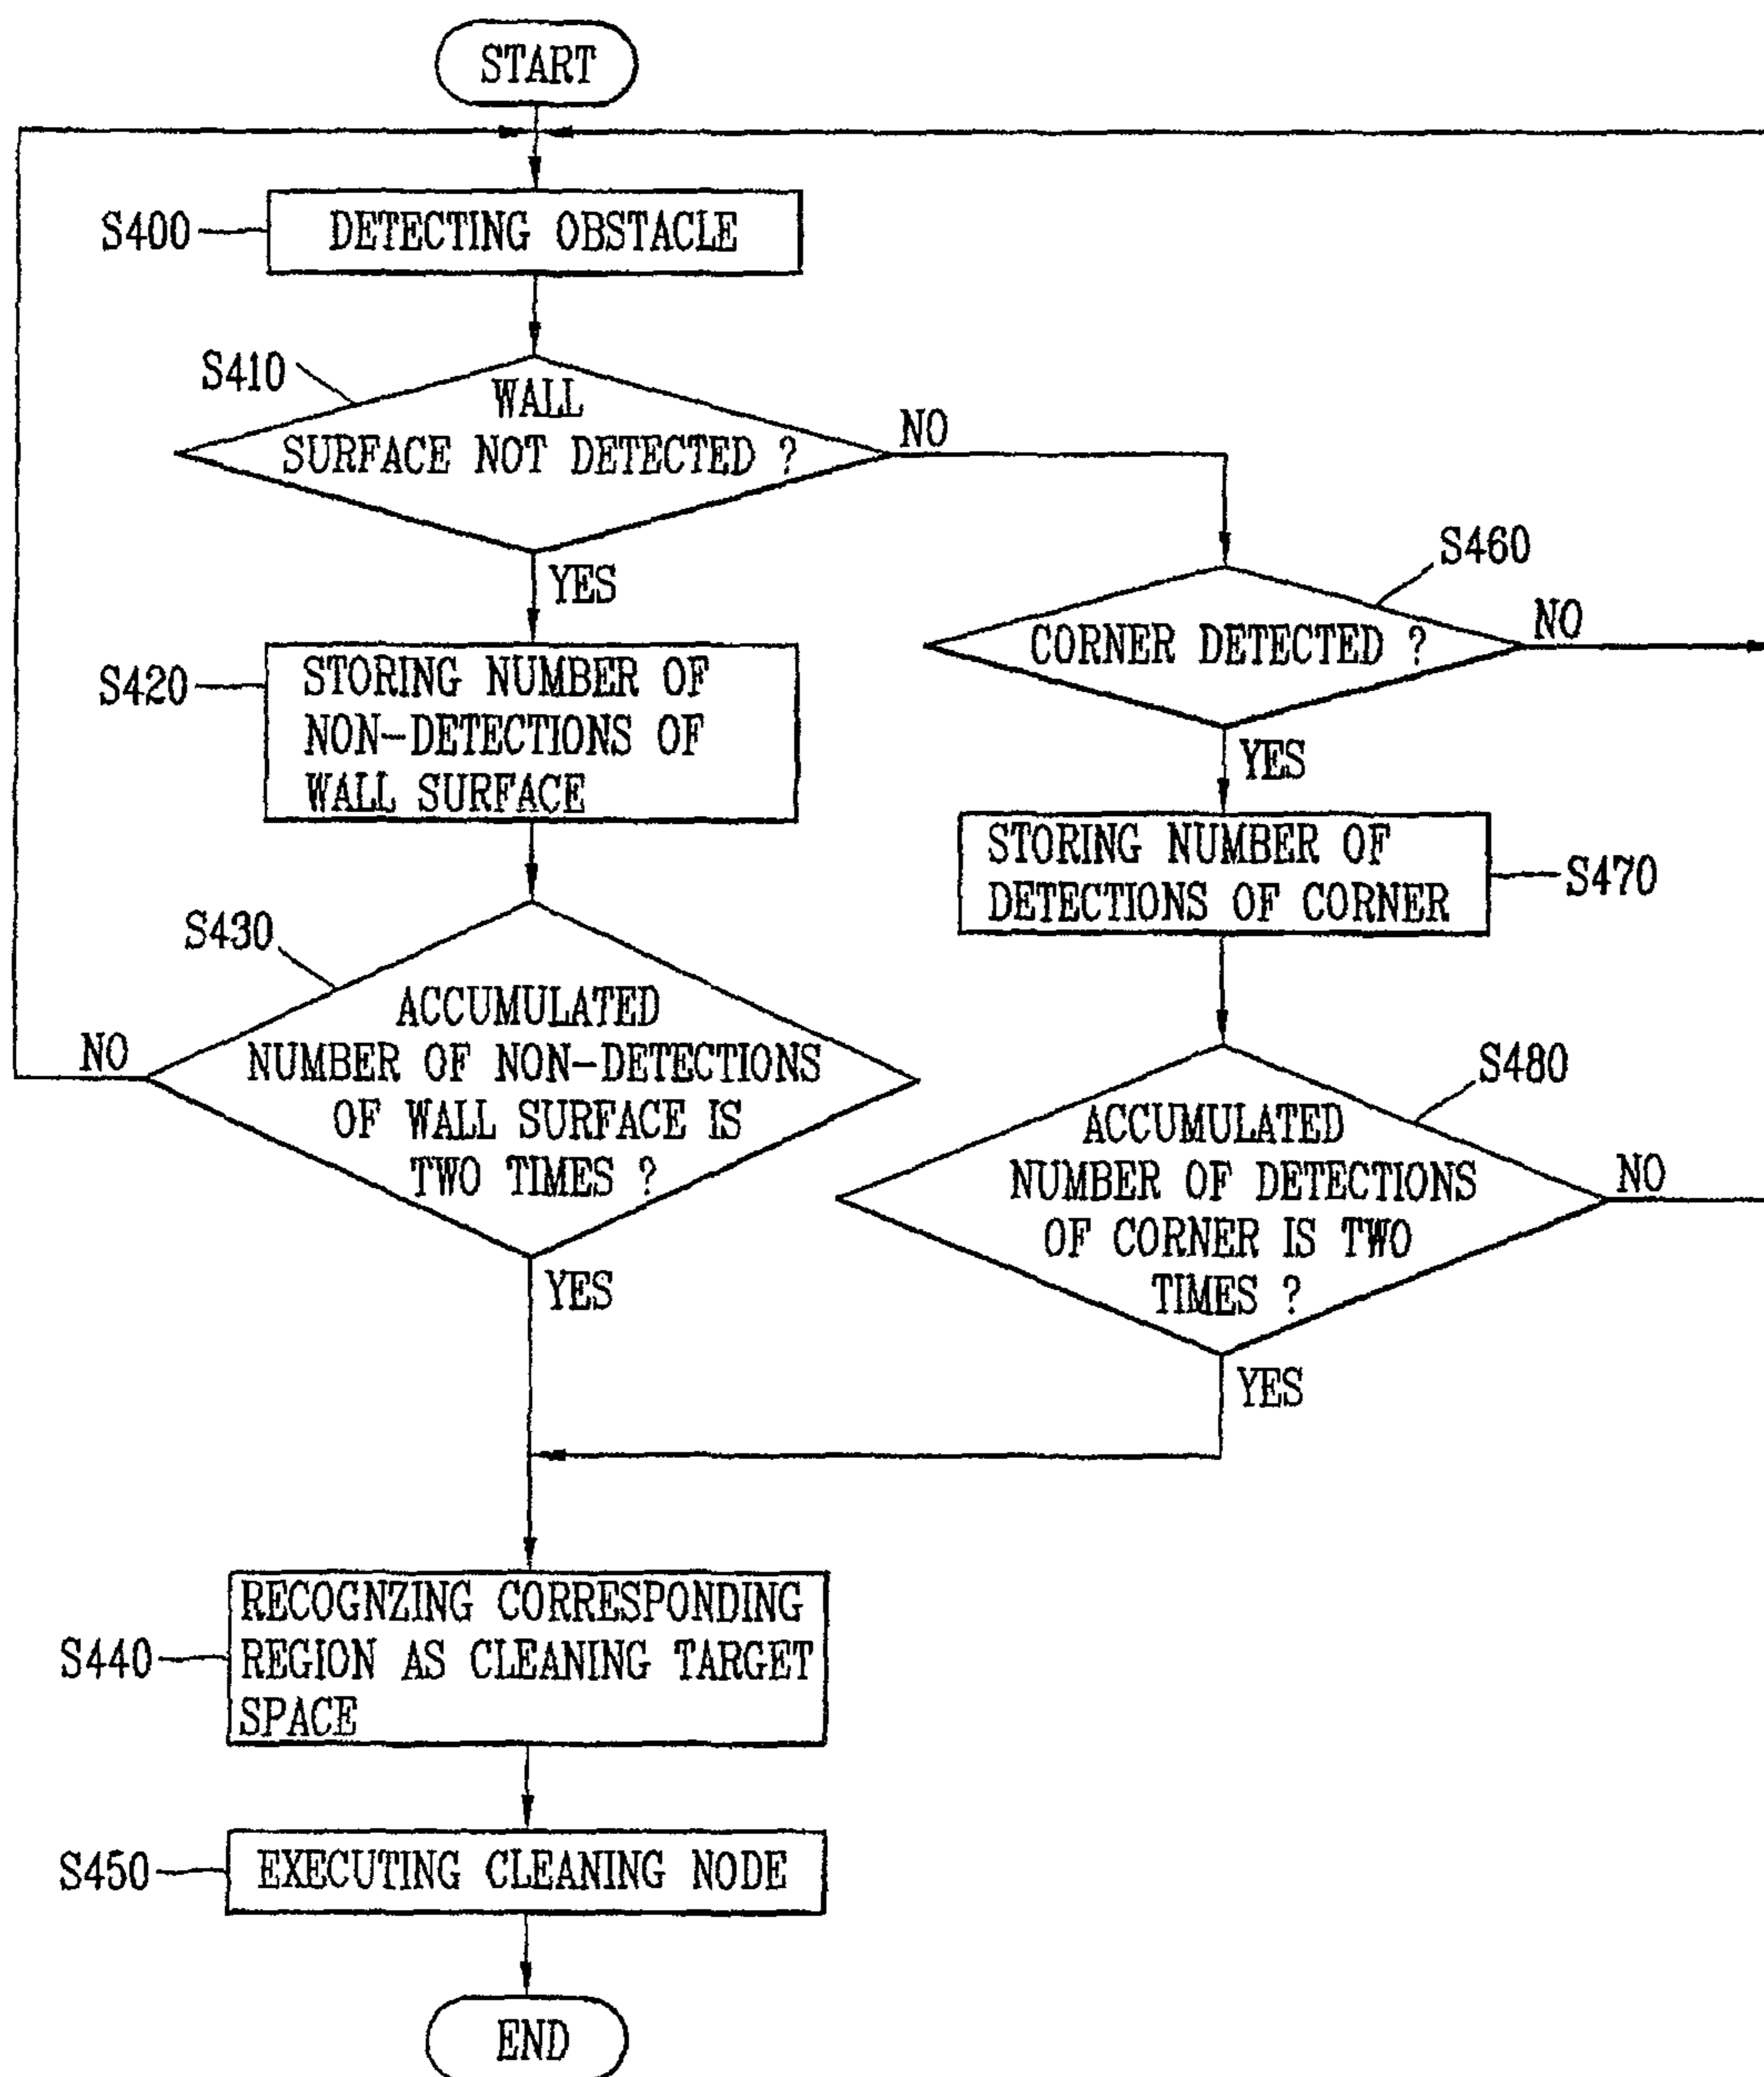 START
S400
DETECTING OBSTACLE
S410
WALL
SURFACE NOT DETECTED ?
NO
YES
S460
CORNER DETECTED ?
NO
YES
S420
STORING NUMBER OF
NON-DETECTIONS OF
WALL SURFACE
STORING NUMBER OF
DETECTIONS OF CORNER
S470
S430
ACCUMULATED
NUMBER OF NON-DETECTIONS
OF WALL SURFACE IS
TWO TIMES ?
NO
YES
S480
ACCUMULATED
NUMBER OF DETECTIONS
OF CORNER IS TWO
TIMES ?
NO
YES
S440
RECOGNZING CORRESPONDING
REGION AS CLEANING TARGET
SPACE
S450
EXECUTING CLEANING NODE
END